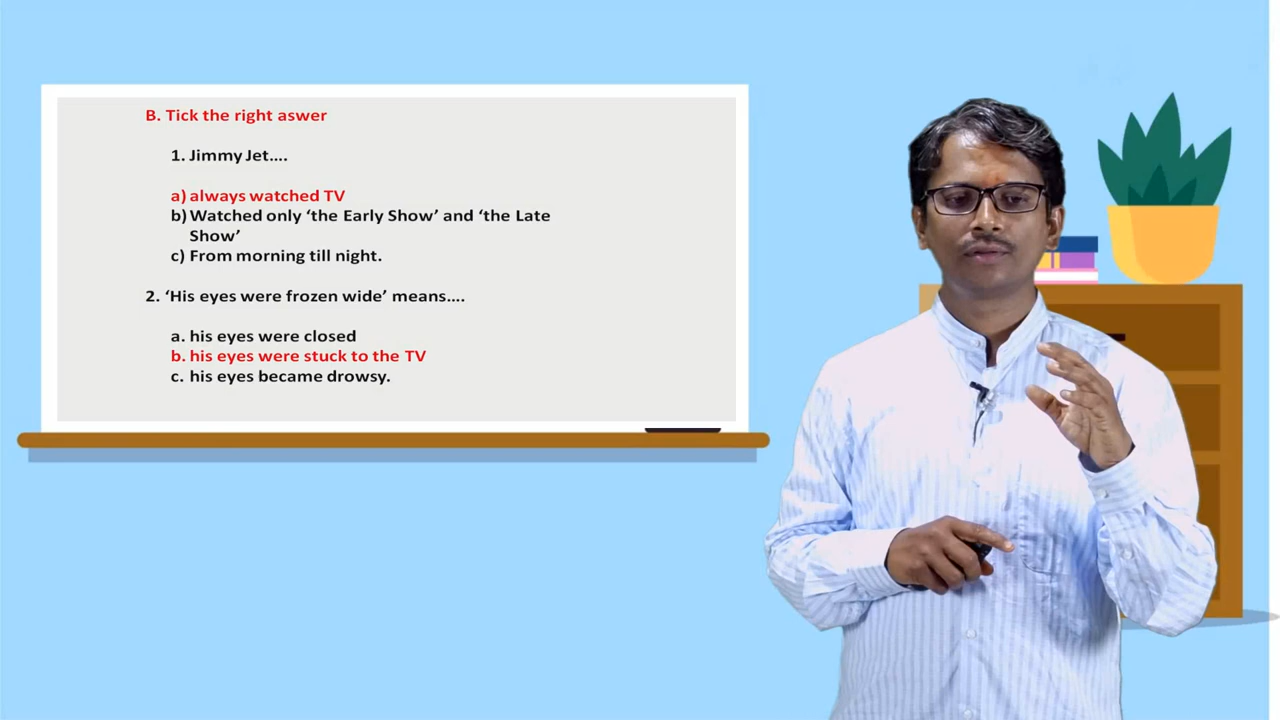 B. Tick the right aswer
1. Jimmy Jet....
a) always watched TV
b) Watched only ‘the Early Show’ and ‘the Late
Show’
c) From morning till night.
2. ‘His eyes were frozen wide’ means....
a. his eyes were closed
b. his eyes were stuck to the TV
c. his eyes became drowsy.